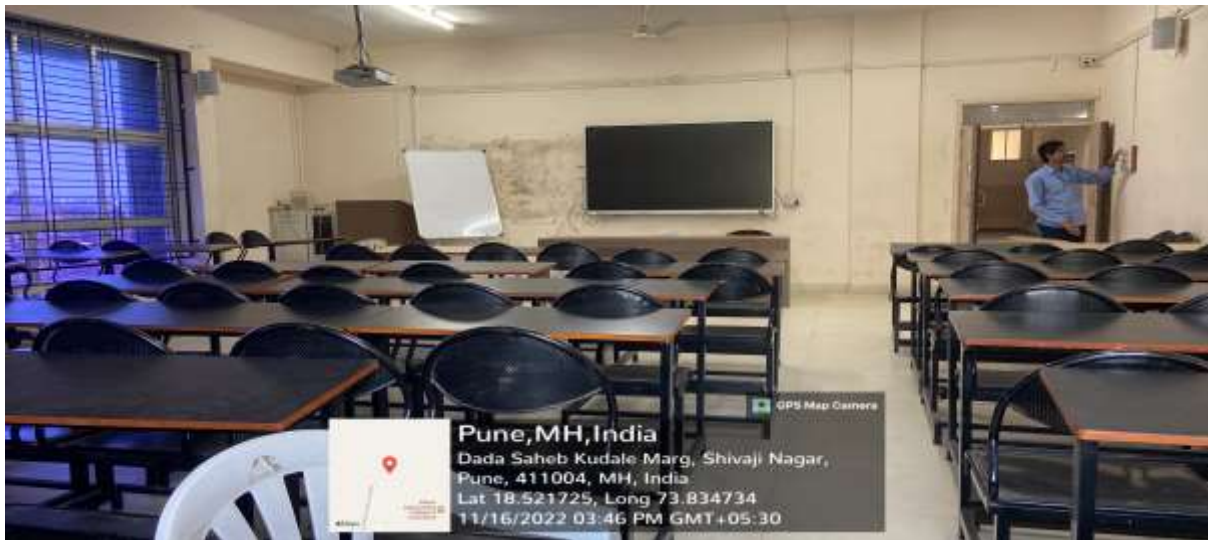 GPS Map Camera
Pune,MH,India
Dada Saheb Kudale Marg, Shivaji Nagar,
Pune, 411004, MH, India
Lat 18.521725, Long 73.834734
11/16/2022 03:46 PM GMT+05:30